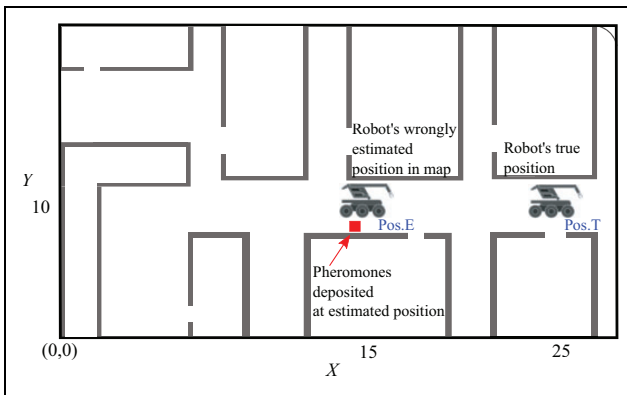 Robot's wrongly
estimated
position in map
Robot's true
position
Y
10
Pos.E
Pos.T
Pheromones
deposited
at estimated position
(0,0)
15
25
X